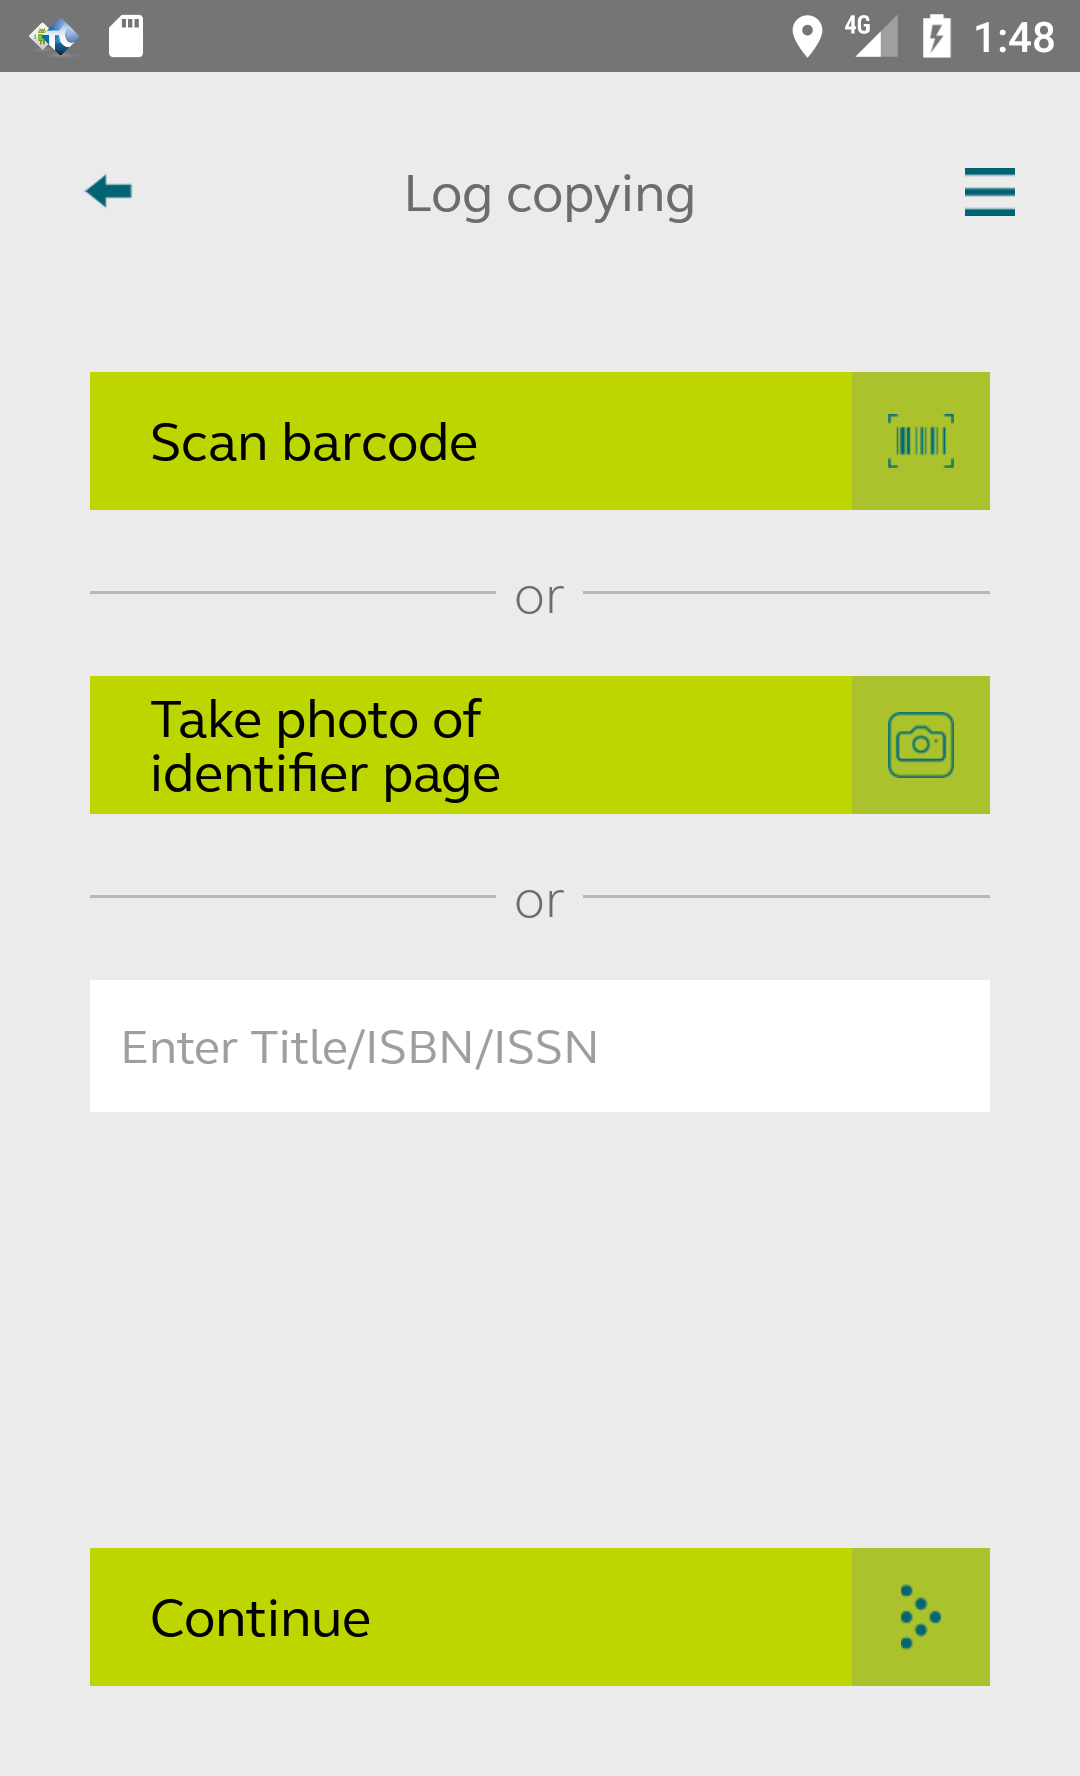 4G 1:48
Log copying
Scan barcode
or
Take photo of
identifier page
or
Enter Title/ISBN/ISSN
Continue